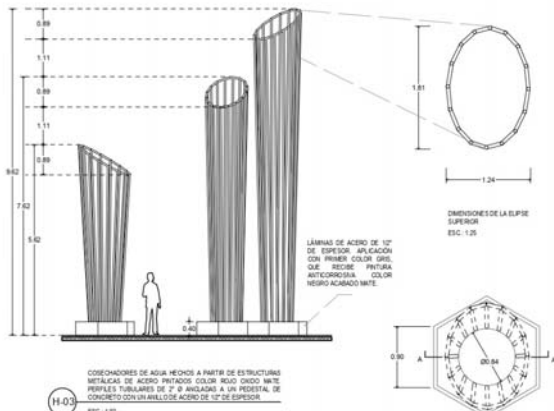 0.89
1.11
0.89
1.11
0.89
9.62
7.62
5.62
0.40
1.61
1.24
DIMENSIONES DE LA ELIPSE
SUPERIOR
ESC.: 1:25
LÁMINAS DE ACERO DE 1/2"
DE ESPESOR. APLICACIÓN
CON PRIMER COLOR GRIS,
QUE RECIBE PINTURA
ANTICORROSIVA COLOR
NEGRO ACABADO MATE.
0.90
Ø0.84
A
A
H-03
COSECHADORES DE AGUA HECHOS A PARTIR DE ESTRUCTURAS
METÁLICAS DE ACERO PINTADOS COLOR ROJO OXIDO MATE.
PERFILES TUBULARES DE 2" Ø ANCLADAS A UN PEDESTAL DE
CONCRETO CON UN ANILLO DE ACERO DE 1/2" DE ESPESOR.